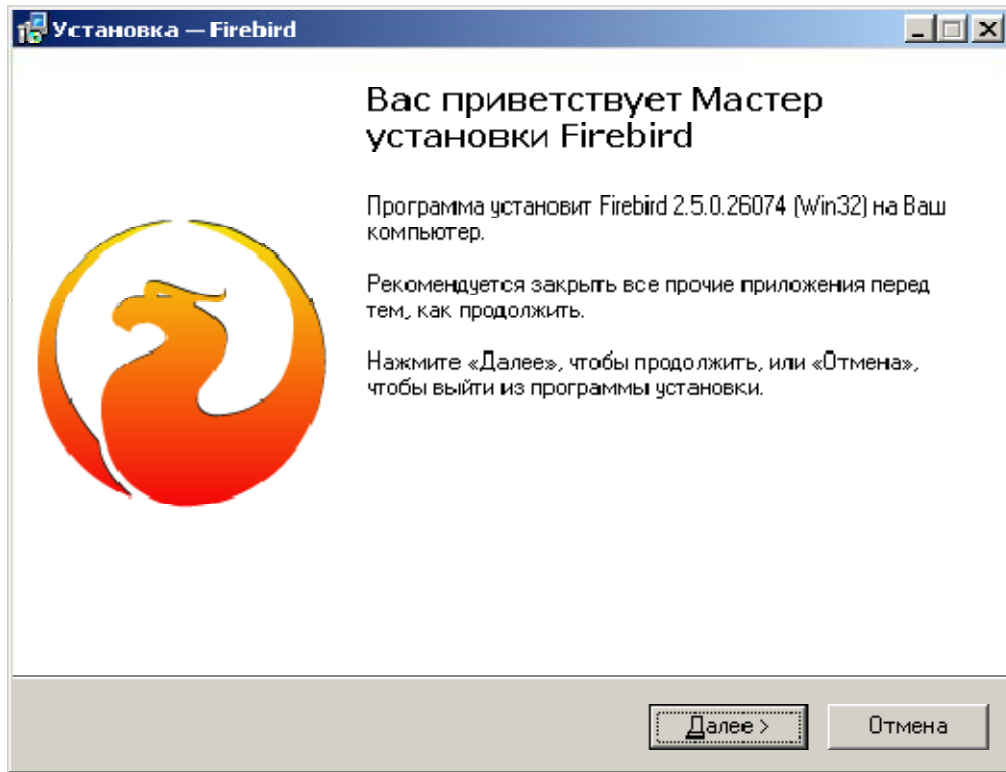 Установка — Firebird
Вас приветствует Мастер
установки Firebird
Программа установит Firebird 2.5.0.26074 (Win32) на Ваш
компьютер.
Рекомендуется закрыть все прочие приложения перед
тем, как продолжить.
Нажмите «Далее», чтобы продолжить, или «Отмена»,
чтобы выйти из программы установки.
Далее >
Отмена